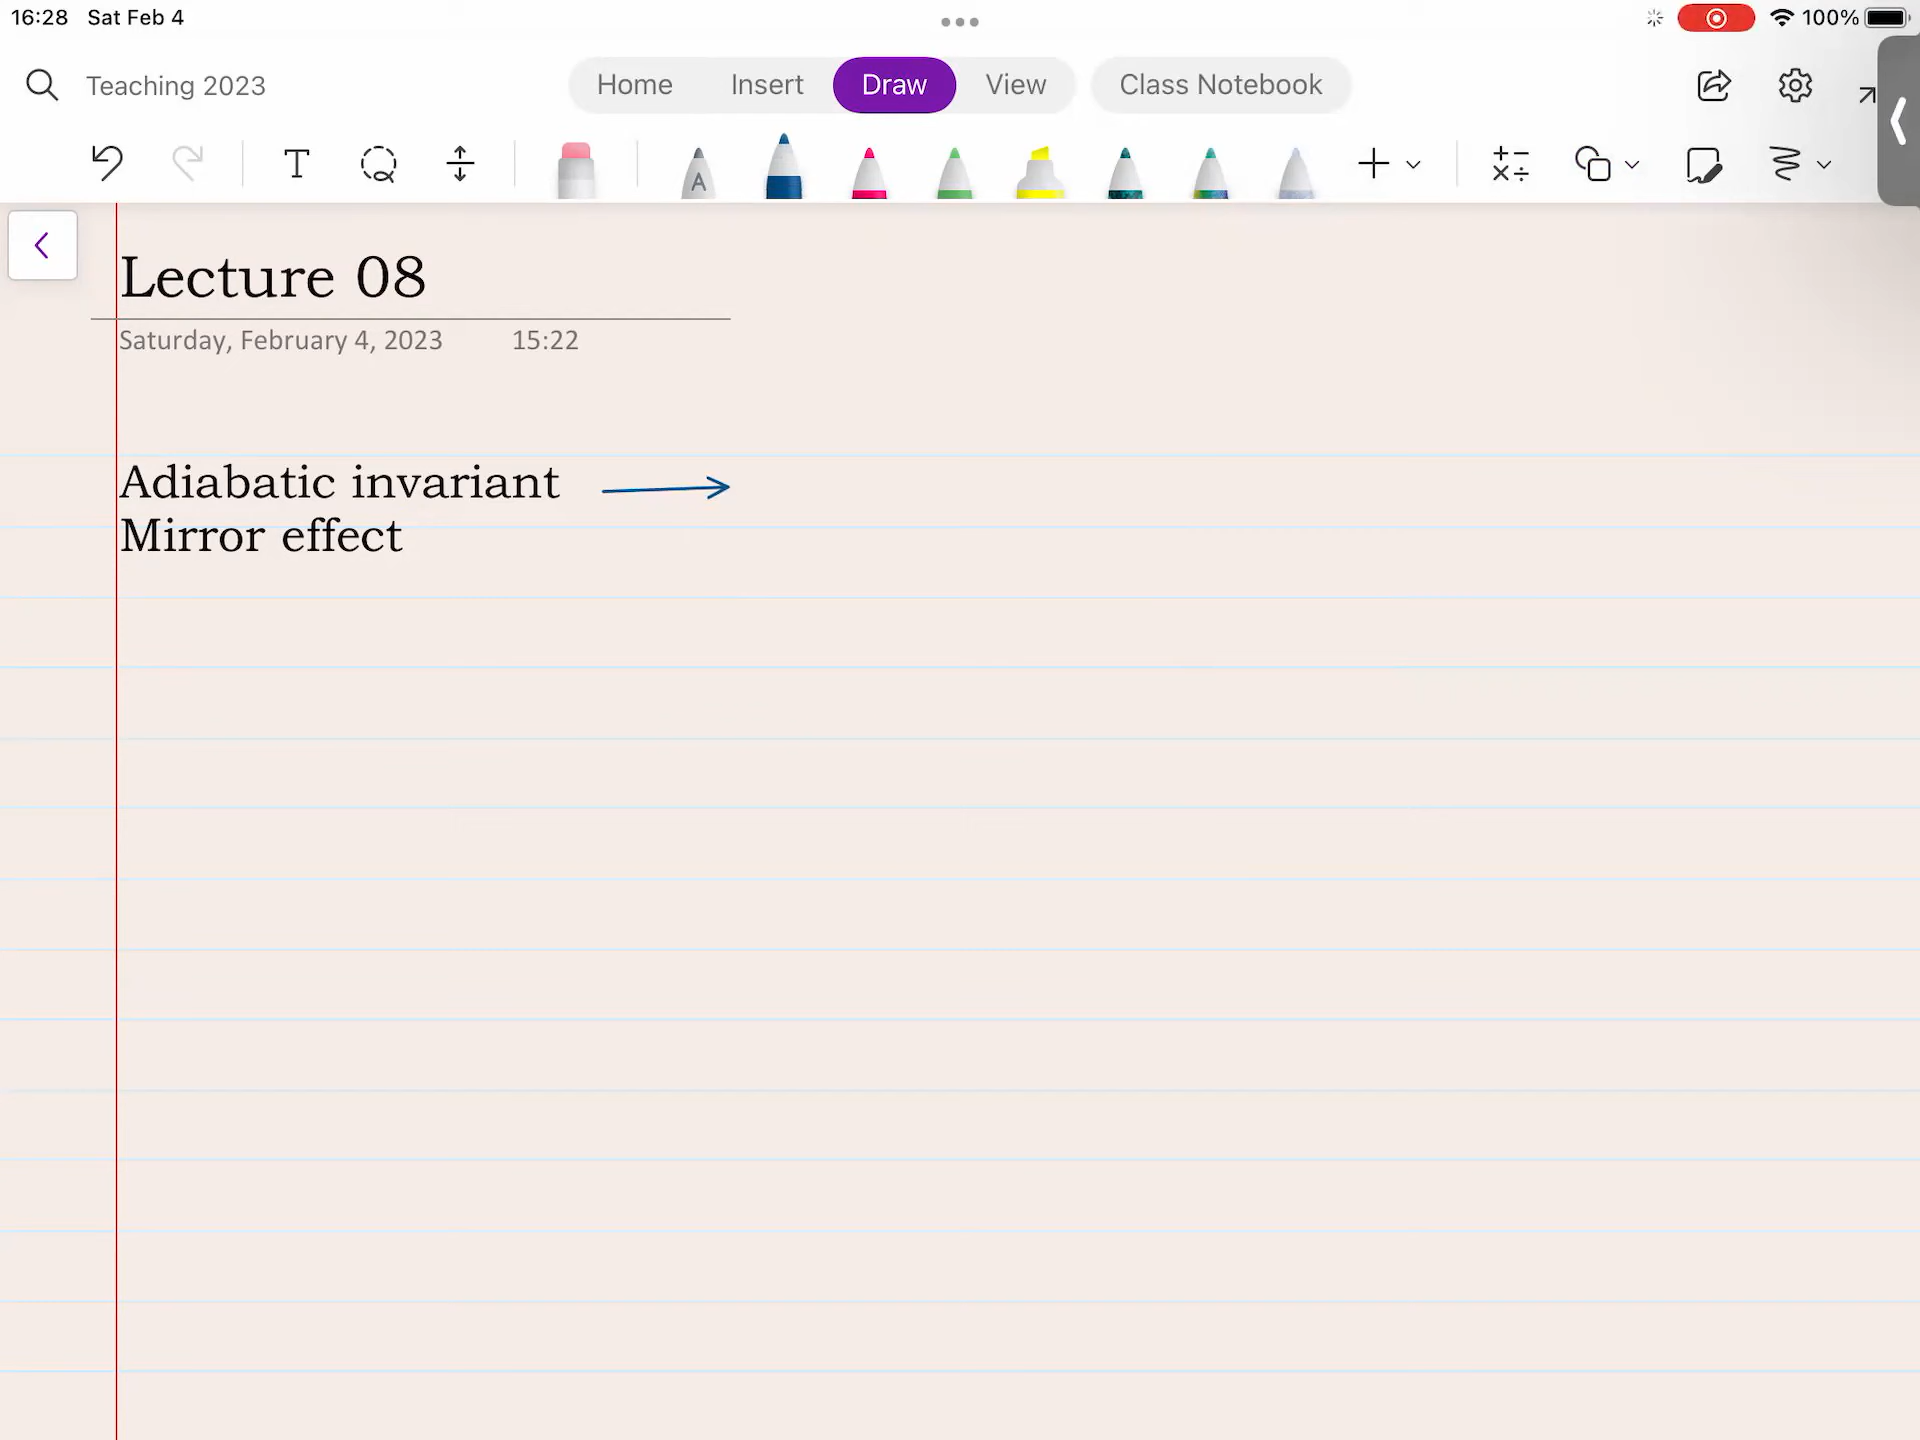 16:28 Sat Feb 4 100%
Teaching 2023 Home Insert Draw View Class Notebook
T A
Lecture 08
Saturday, February 4, 2023 15:22
Adiabatic invariant →
Mirror effect